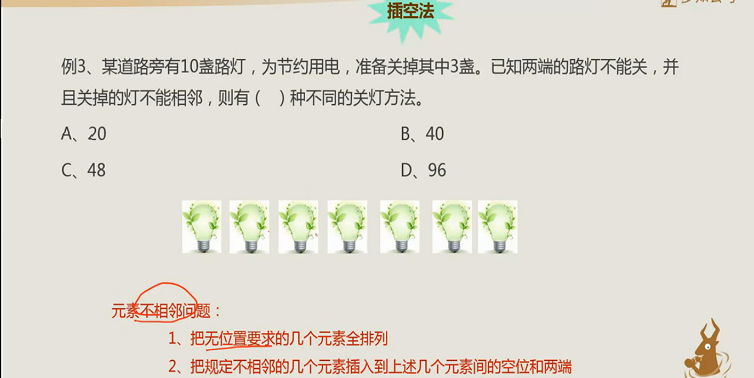 插空法
例3、某道路旁有10盏路灯，为节约用电，准备关掉其中3盏。已知两端的路灯不能关，并
且关掉的灯不能相邻，则有（　）种不同的关灯方法。
A、20
B、40
C、48
D、96
元素不相邻问题：
1、把无位置要求的几个元素全排列
2、把规定不相邻的几个元素插入到上述几个元素间的空位和两端